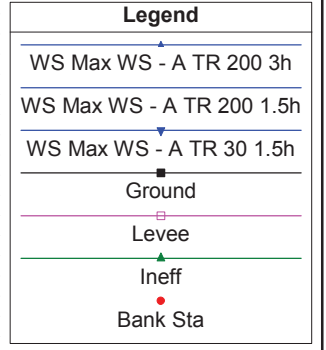 Legend
WS Max WS - A TR 200 3h
WS Max WS - A TR 200 1.5h
WS Max WS - A TR 30 1.5h
Ground
Levee
Ineff
Bank Sta